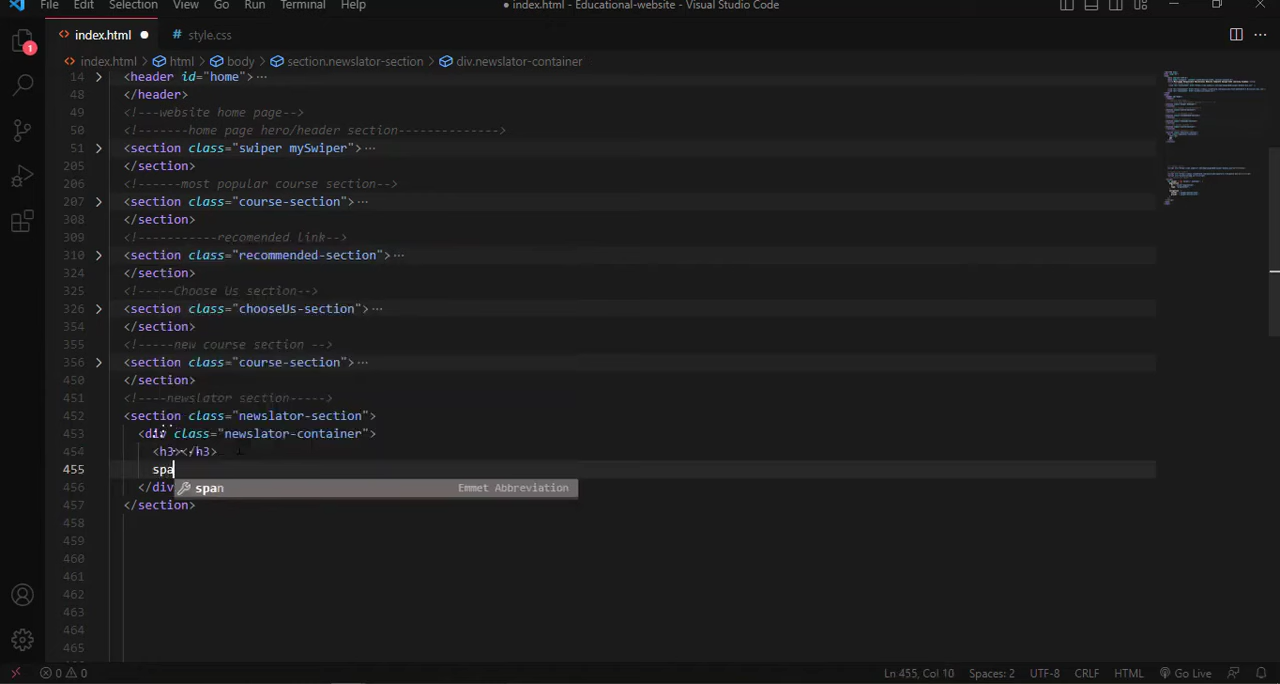 File Edit Selection View Go Run Terminal Help
● index.html - Educational-website - Visual Studio Code
1
<> index.html ●
# style.css
<> index.html > html > body > section.newslator-section > div.newslator-container
14 > <header id="home"> ···
48 </header>
49 <!---website home page-->
50 <!-------home page hero/header section-------------->
51 > <section class="swiper mySwiper"> ···
205 </section>
206 <!------most popular course section-->
207 > <section class="course-section"> ···
308 </section>
309 <!-----------recomended link-->
310 > <section class="recommended-section"> ···
324 </section>
325 <!-----Choose Us section-->
326 > <section class="chooseUs-section"> ···
354 </section>
355 <!-----new course section -->
356 > <section class="course-section"> ···
450 </section>
451 <!----newslator section----->
452 <section class="newslator-section">
453 <div class="newslator-container">
454 <h3></h3>
455 spa
span Emmet Abbreviation
456 </div
457 </section>
458
459
460
461
462
463
464
465
0 0
Ln 455, Col 10 Spaces: 2 UTF-8 CRLF HTML Go Live